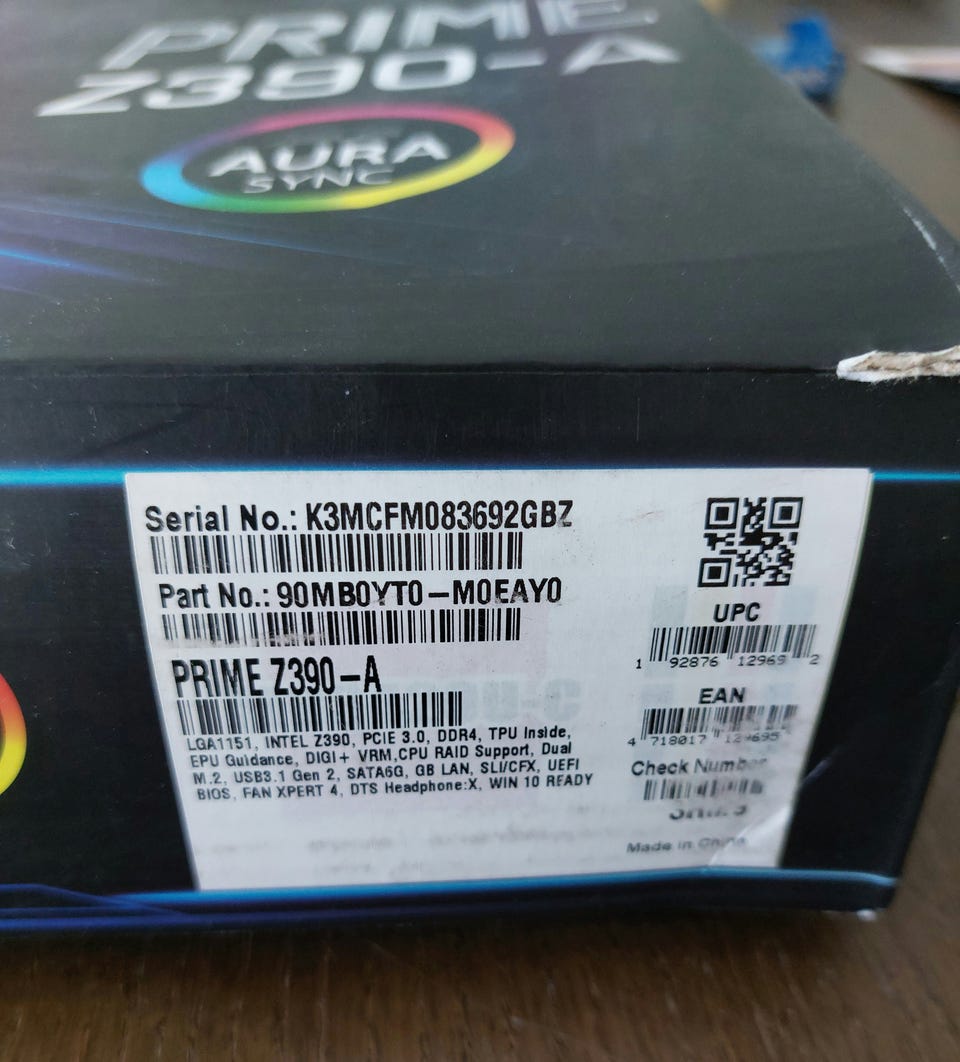 PRIME
Z390-A
AURA
SYNC
Serial No.: K3MCFM083692GBZ
Part No.: 90MB0YT0-M0EAY0
PRIME Z390-A
LGA1151, INTEL Z390, PCIE 3.0, DDR4, TPU Inside,
EPU Guidance, DIGI+ VRM,CPU RAID Support, Dual
M.2, USB3.1 Gen 2, SATA6G, GB LAN, SLI/CFX, UEFI
BIOS, FAN XPERT 4, DTS Headphone:X, WIN 10 READY
UPC
1 92876 12969 2
EAN
4 718017 129695
Check Number
Made in China